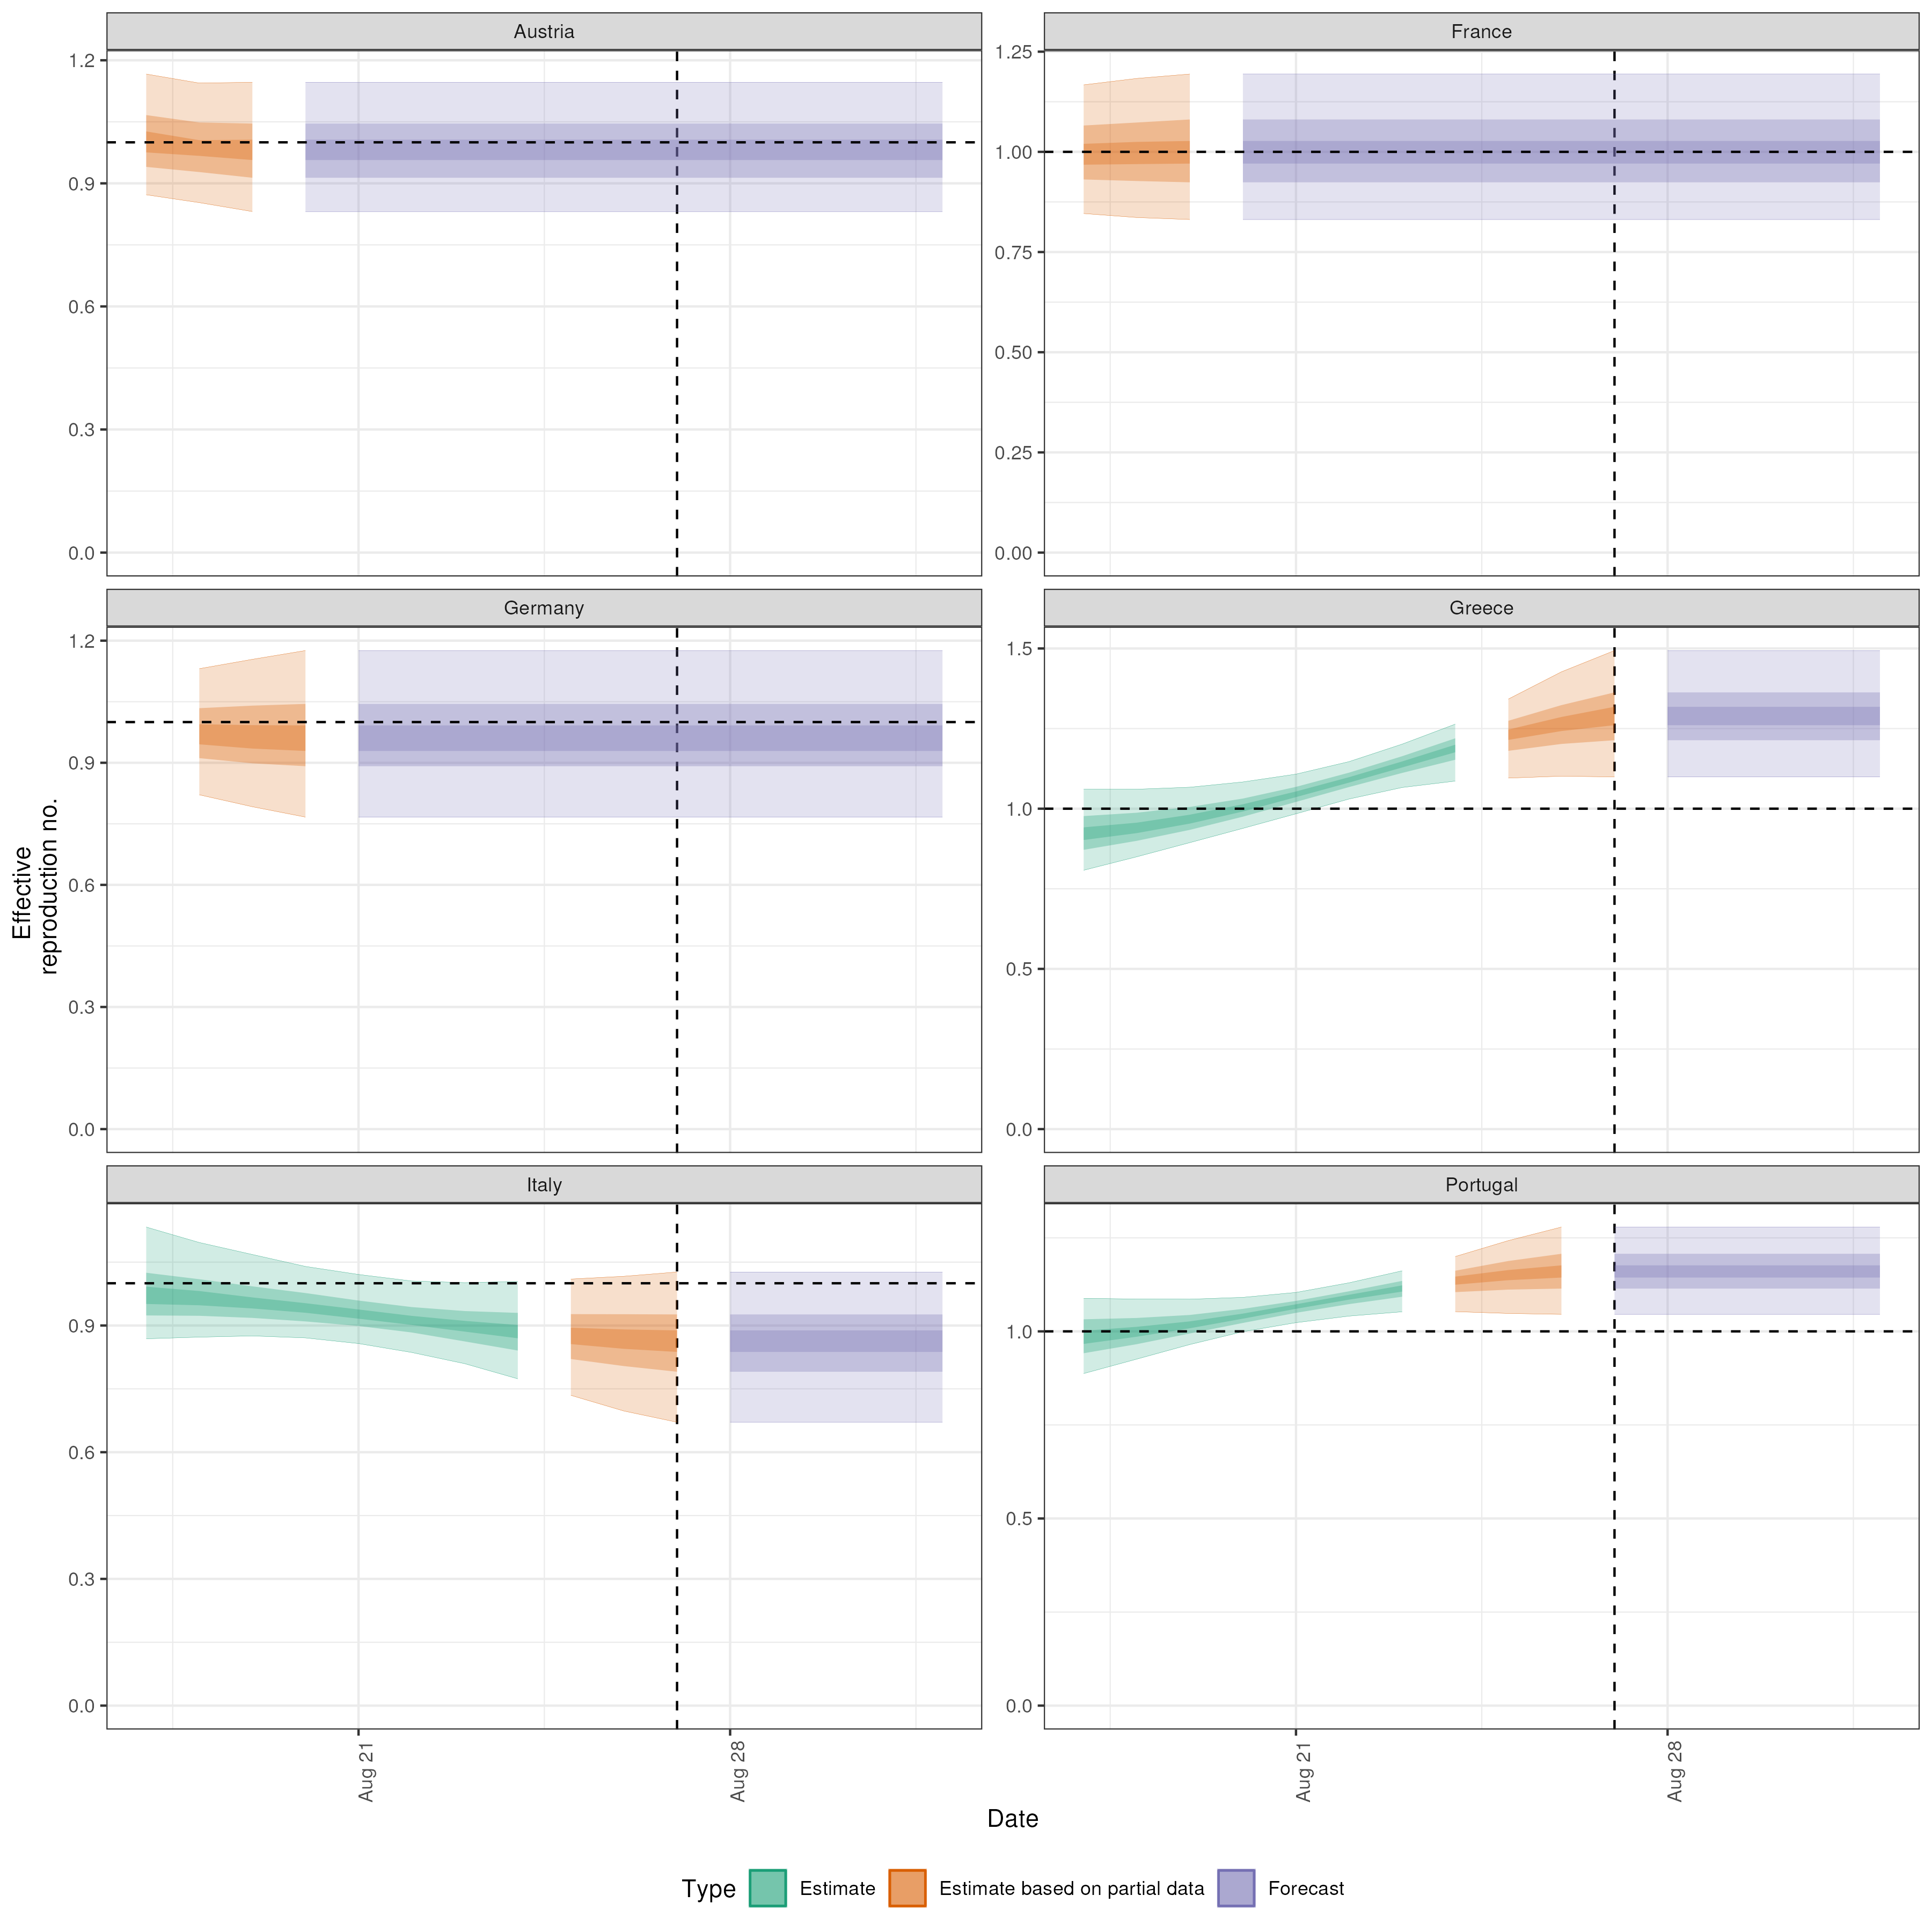 Austria
France
1.2
0.9
0.6
0.3
0.0
1.25
1.00
0.75
0.50
0.25
0.00
Germany
Greece
1.2
0.9
0.6
0.3
0.0
1.5
1.0
0.5
0.0
Effective
reproduction no.
Italy
Portugal
0.9
0.6
0.3
0.0
1.0
0.5
0.0
Aug 21
Aug 28
Aug 21
Aug 28
Date
Type
Estimate
Estimate based on partial data
Forecast